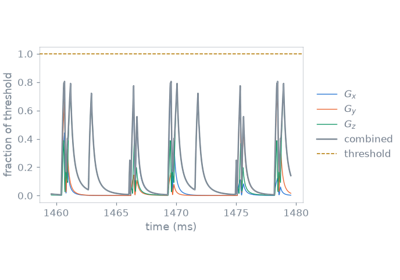 fraction of threshold
1.0
0.8
0.6
0.4
0.2
0.0
1460
1465
1470
1475
1480
time (ms)
Gx
Gy
Gz
combined
threshold